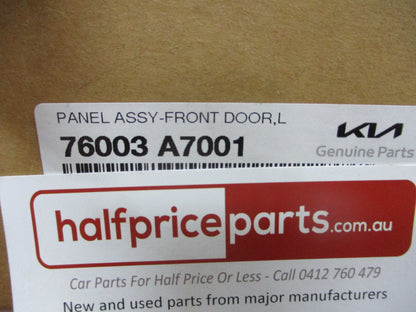 PANEL ASSY-FRONT DOOR,L
76003 A7001
KIA
Genuine Parts
halfpriceparts.com.au
Car Parts For Half Price Or Less - Call 0412 760 479
New and used parts from major manufacturers